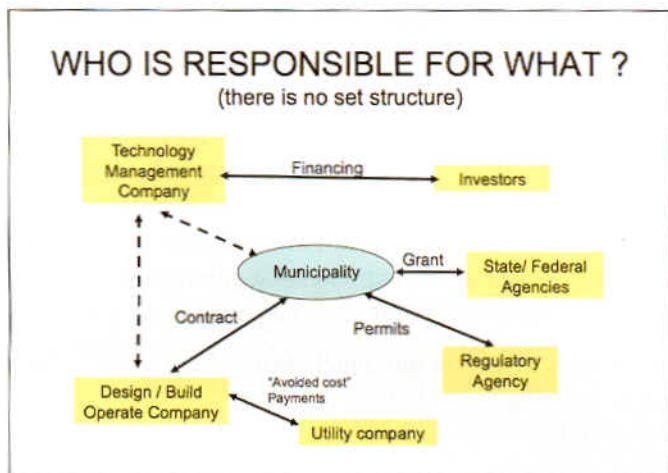 WHO IS RESPONSIBLE FOR WHAT ?
(there is no set structure)
Technology
Management
Company
Financing
Investors
Municipality
Grant
State/ Federal
Agencies
Contract
Permits
Regulatory
Agency
Design / Build
Operate Company
"Avoided cost"
Payments
Utility company